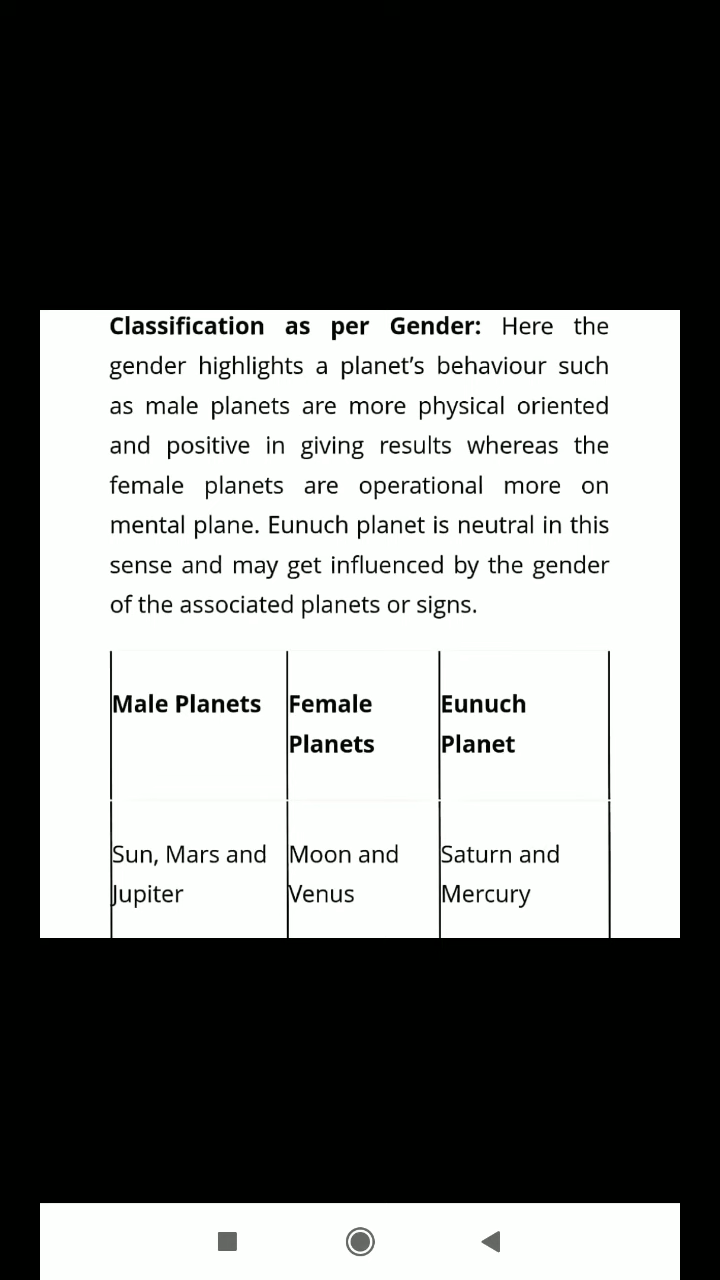 Classification as per Gender: Here the
gender highlights a planet’s behaviour such
as male planets are more physical oriented
and positive in giving results whereas the
female planets are operational more on
mental plane. Eunuch planet is neutral in this
sense and may get influenced by the gender
of the associated planets or signs.
Male Planets
Female
Planets
Eunuch
Planet
Sun, Mars and
Jupiter
Moon and
Venus
Saturn and
Mercury